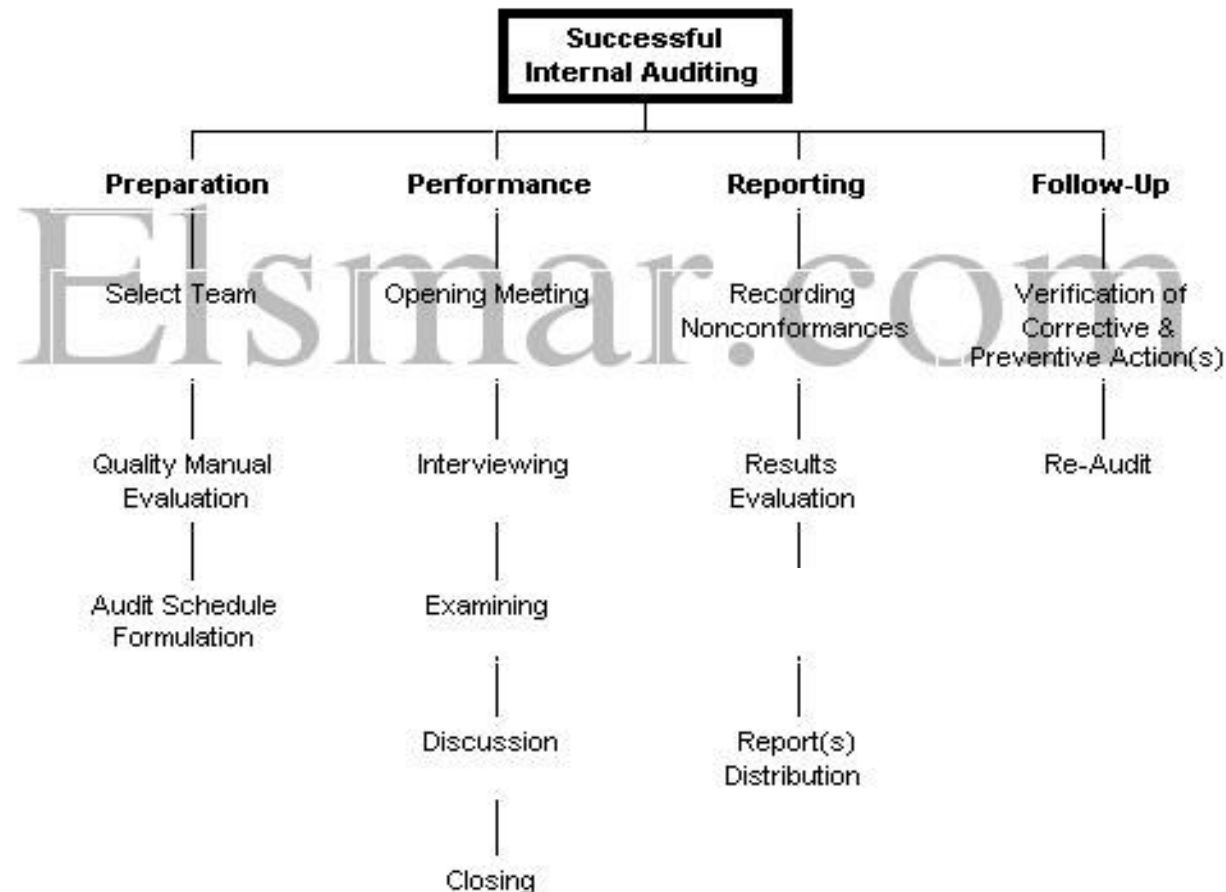 Successful
Internal Auditing
Preparation
Performance
Reporting
Follow-Up
Elsmar.com
Select Team
Opening Meeting
Recording
Nonconformances
Verification of
Corrective &
Preventive Action(s)
Quality Manual
Evaluation
Interviewing
Results
Evaluation
Re-Audit
Audit Schedule
Formulation
Examining
Discussion
Report(s)
Distribution
Closing